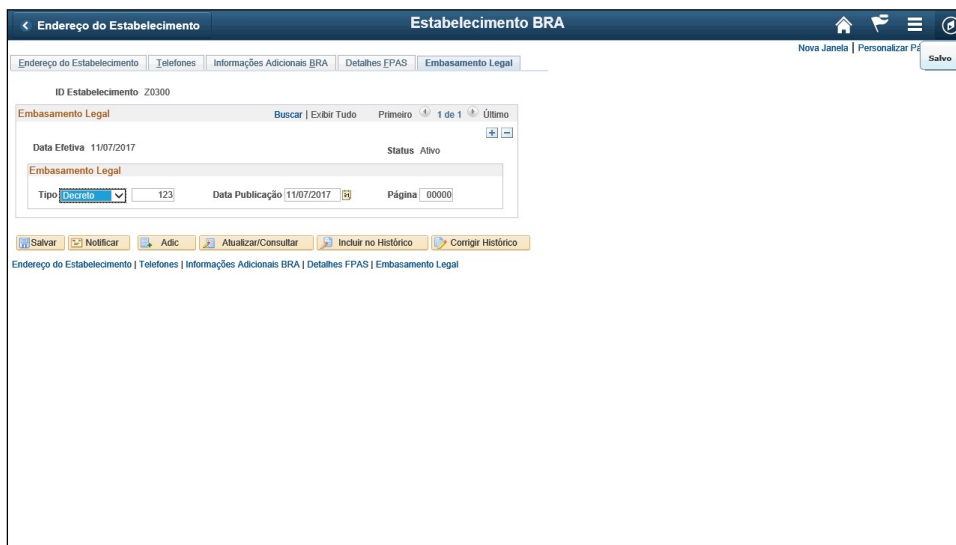 Endereço do Estabelecimento Estabelecimento BRA
Nova Janela | Personalizar Pá
Salvo
Endereço do Estabelecimento Telefones Informações Adicionais BRA Detalhes FPAS Embasamento Legal
ID Estabelecimento Z0300
Embasamento Legal Buscar | Exibir Tudo Primeiro 1 de 1 Último
Data Efetiva 11/07/2017 Status Ativo
Embasamento Legal
Tipo Decreto 123 Data Publicação 11/07/2017 Página 00000
Salvar Notificar Adic Atualizar/Consultar Incluir no Histórico Corrigir Histórico
Endereço do Estabelecimento | Telefones | Informações Adicionais BRA | Detalhes FPAS | Embasamento Legal